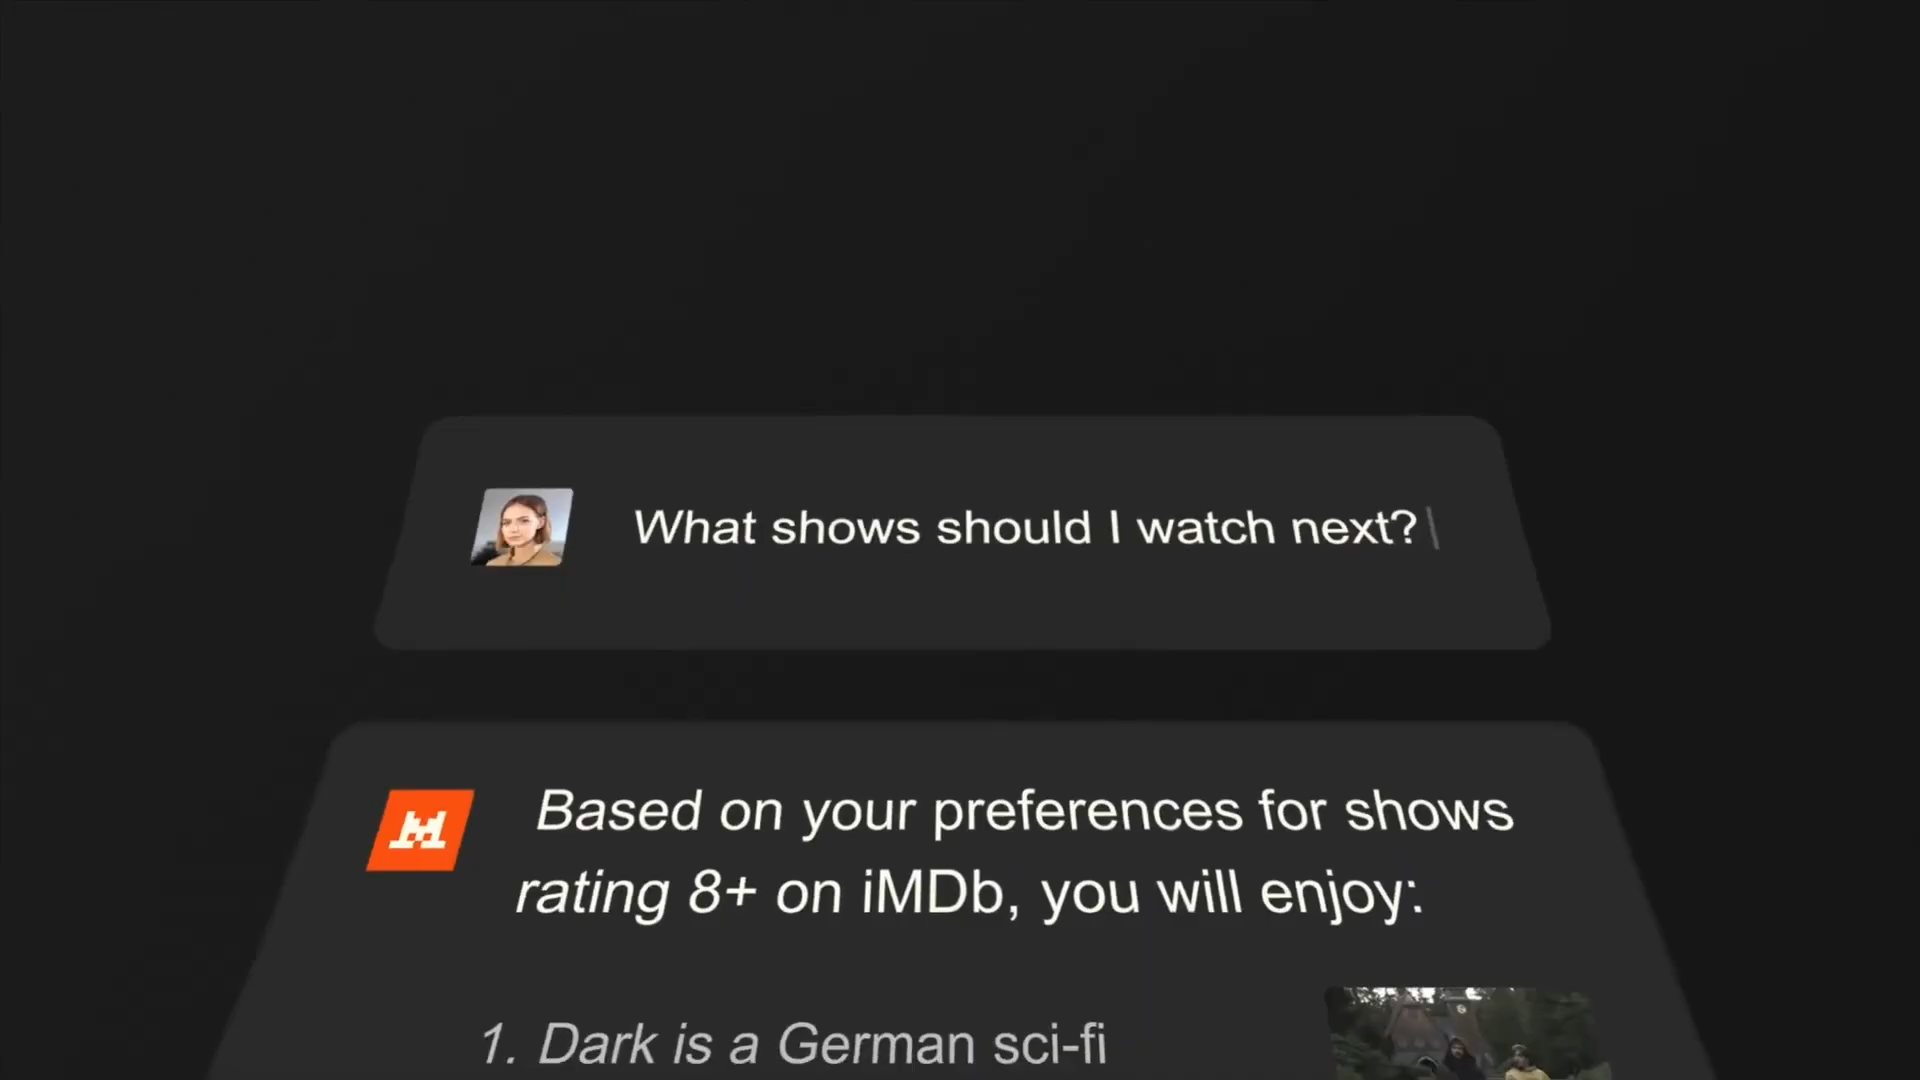 What shows should I watch next?
Based on your preferences for shows
rating 8+ on iMDb, you will enjoy:
1. Dark is a German sci-fi